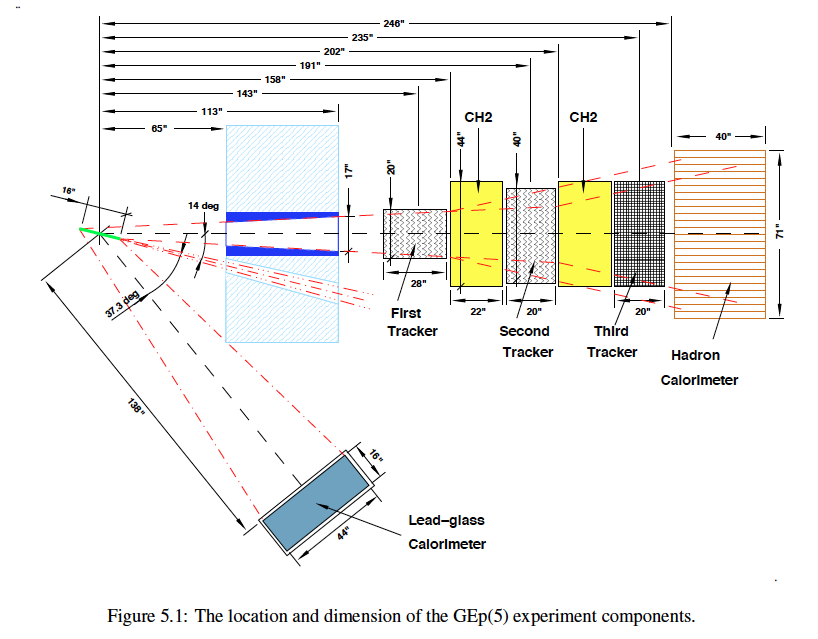 246"
235"
202"
191"
158"
143"
113"
65"
CH2
CH2
40"
44"
40"
17"
20"
16"
14 deg
71"
37.3 deg
28"
22"
20"
20"
First
Tracker
Second
Tracker
Third
Tracker
Hadron
Calorimeter
138"
16"
44"
Lead–glass
Calorimeter
Figure 5.1: The location and dimension of the GEp(5) experiment components.